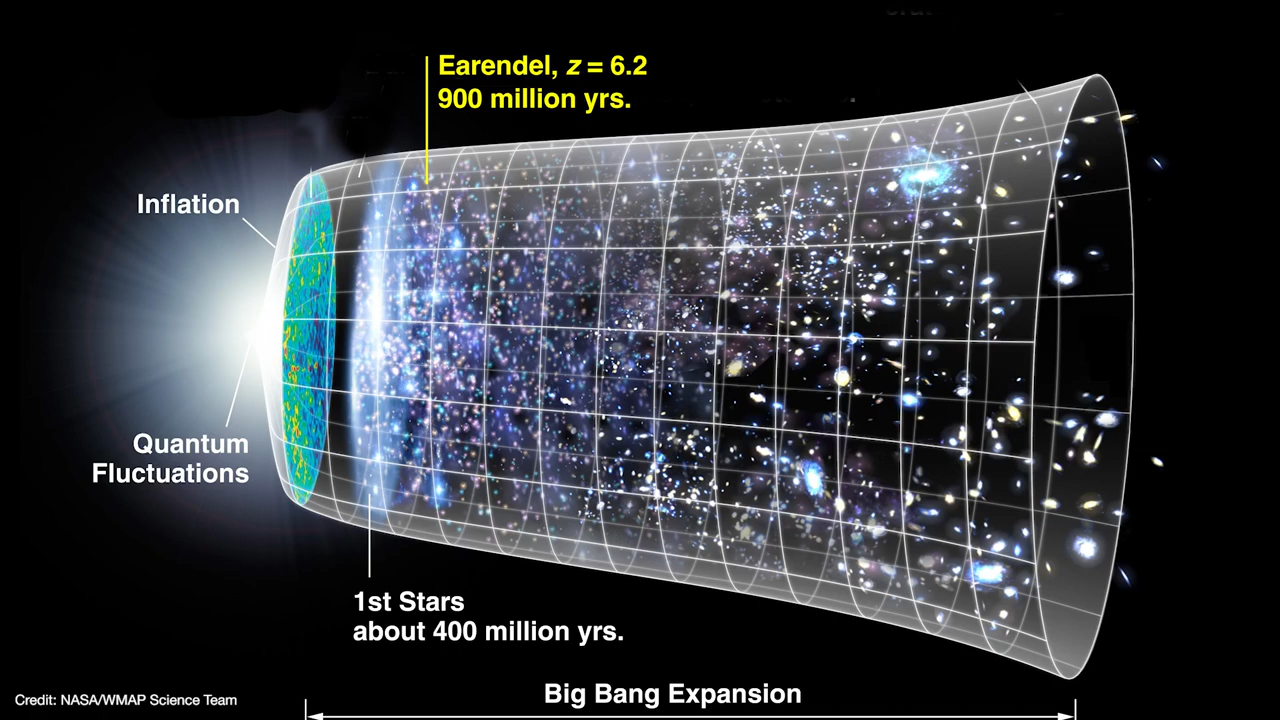 Earendel, z = 6.2
900 million yrs.
Inflation
Quantum
Fluctuations
1st Stars
about 400 million yrs.
Big Bang Expansion
Credit: NASA/WMAP Science Team